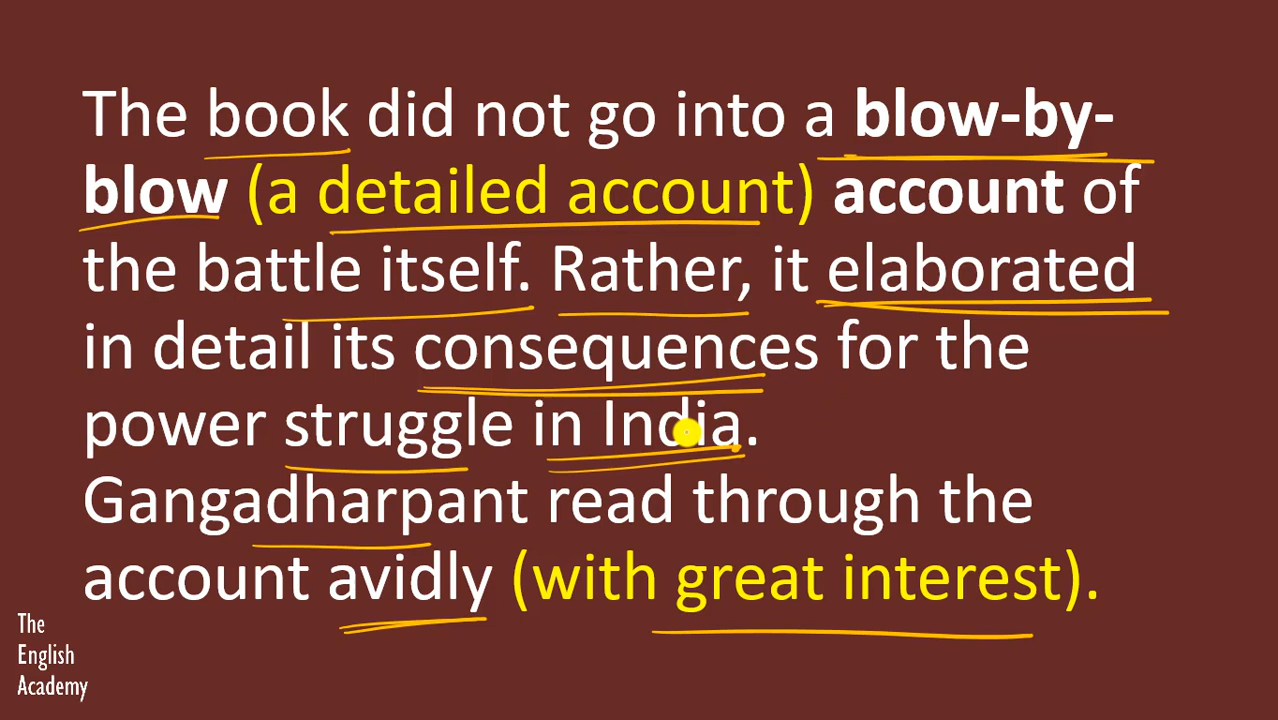 The book did not go into a blow-by-
blow (a detailed account) account of
the battle itself. Rather, it elaborated
in detail its consequences for the
power struggle in India.
Gangadharpant read through the
account avidly (with great interest).
The
English
Academy